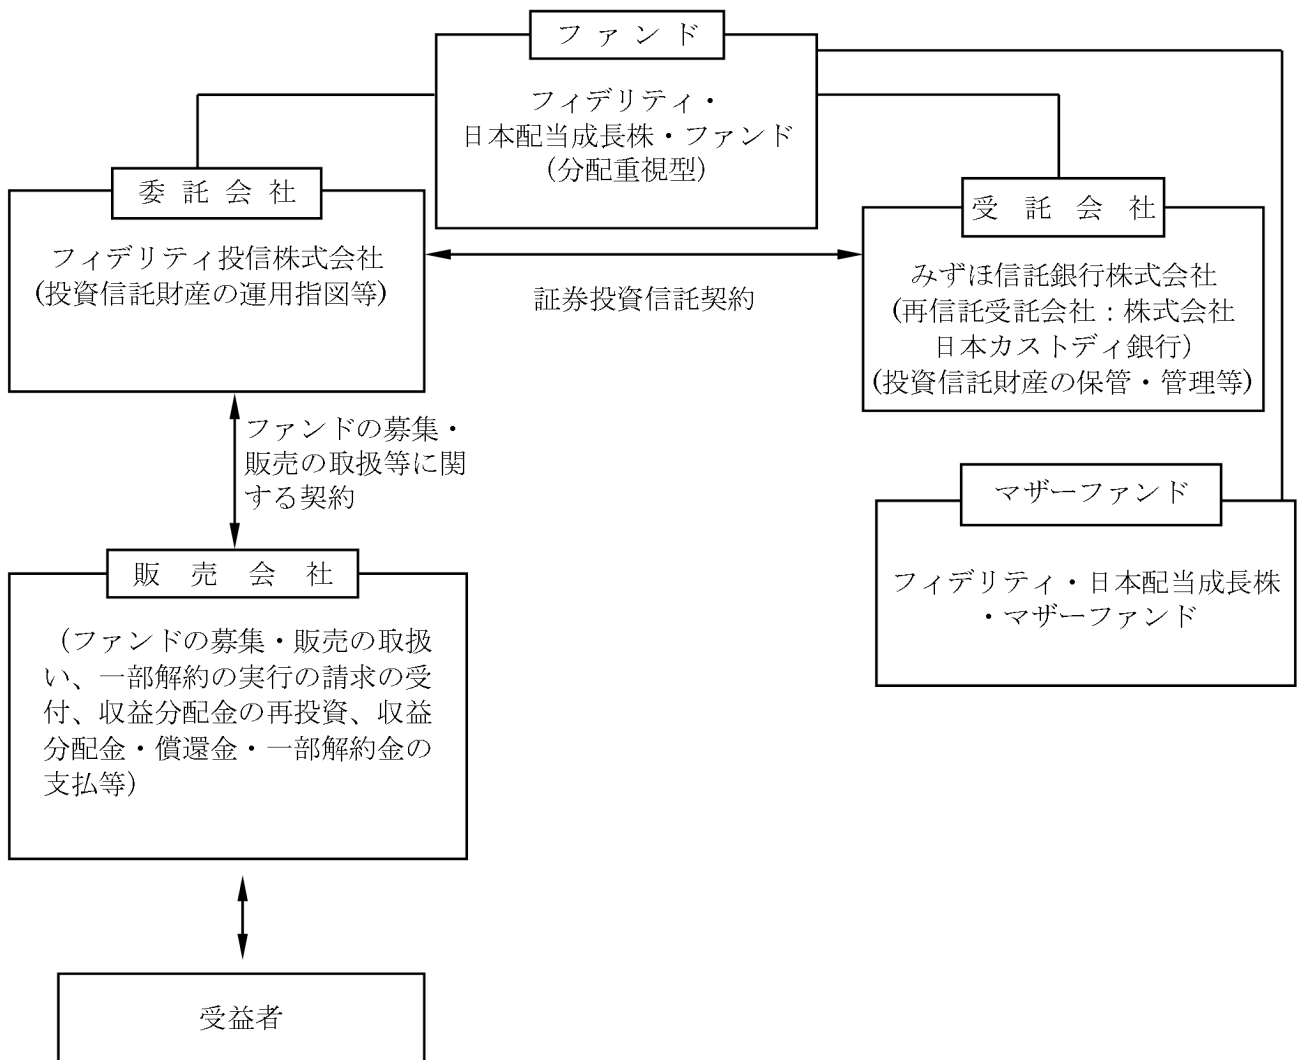 ファンド
フィデリティ・
日本配当成長株・ファンド
(分配重視型)
委託会社
フィデリティ投信株式会社
(投資信託財産の運用指図等)
証券投資信託契約
受託会社
みずほ信託銀行株式会社
(再信託受託会社:株式会社
日本カストディ銀行)
(投資信託財産の保管・管理等)
ファンドの募集・
販売の取扱等に関
する契約
マザーファンド
フィデリティ・日本配当成長株
・マザーファンド
販売会社
(ファンドの募集・販売の取扱
い、一部解約の実行の請求の受
付、収益分配金の再投資、収益
分配金・償還金・一部解約金の
支払等)
受益者